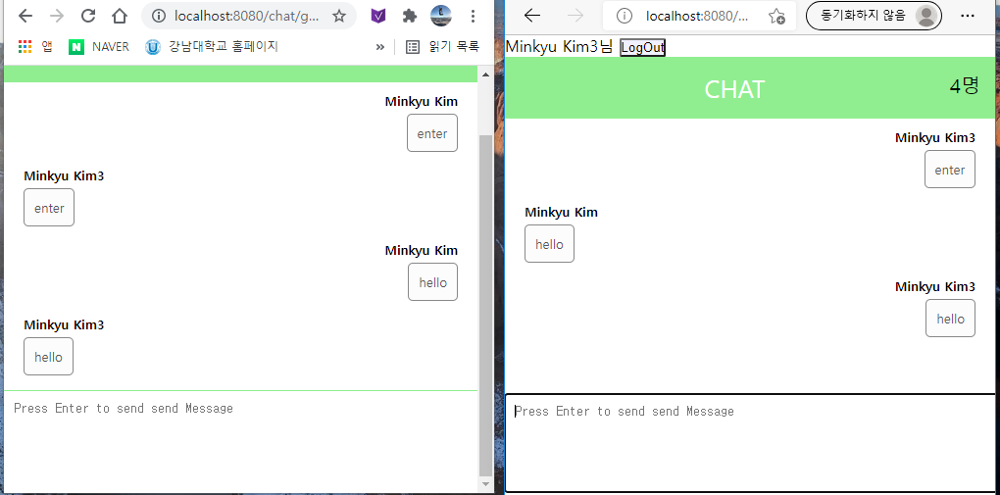 localhost:8080/chat/g...
앱
NAVER
강남대학교 홈페이지
»
읽기 목록
Minkyu Kim
enter
Minkyu Kim3
enter
Minkyu Kim
hello
Minkyu Kim3
hello
Press Enter to send send Message
localhost:8080/...
동기화하지 않음
Minkyu Kim3님 LogOut
CHAT
4명
Minkyu Kim3
enter
Minkyu Kim
hello
Minkyu Kim3
hello
Press Enter to send send Message